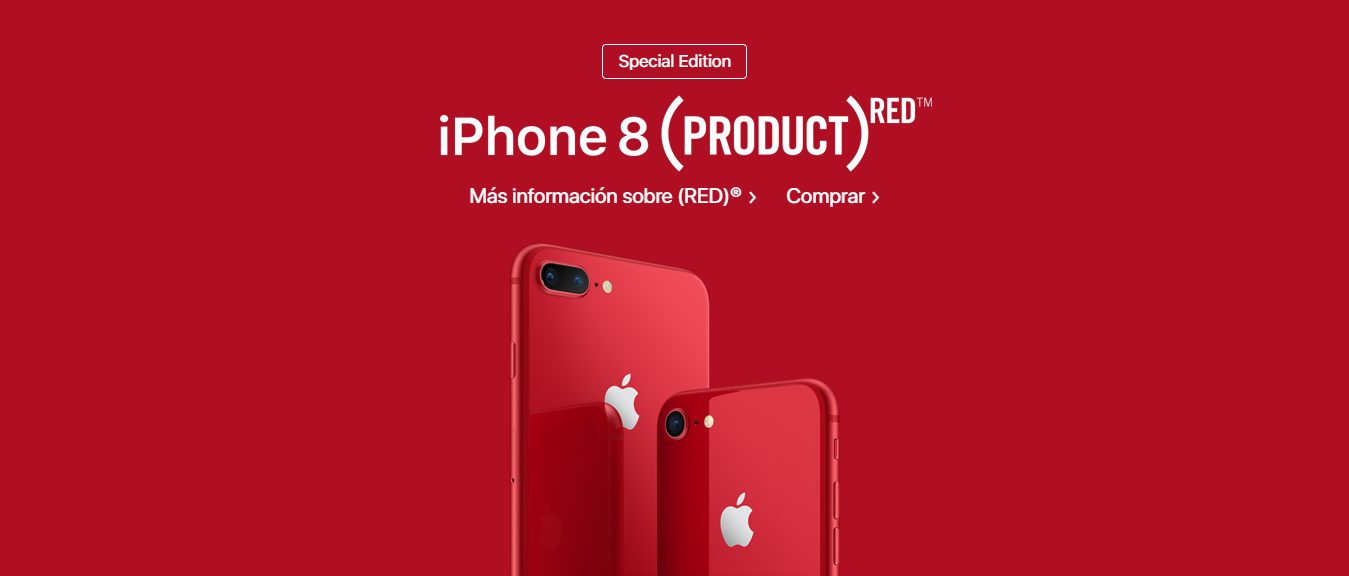 Special Edition
iPhone 8 (PRODUCT)RED™
Más información sobre (RED)® > Comprar >